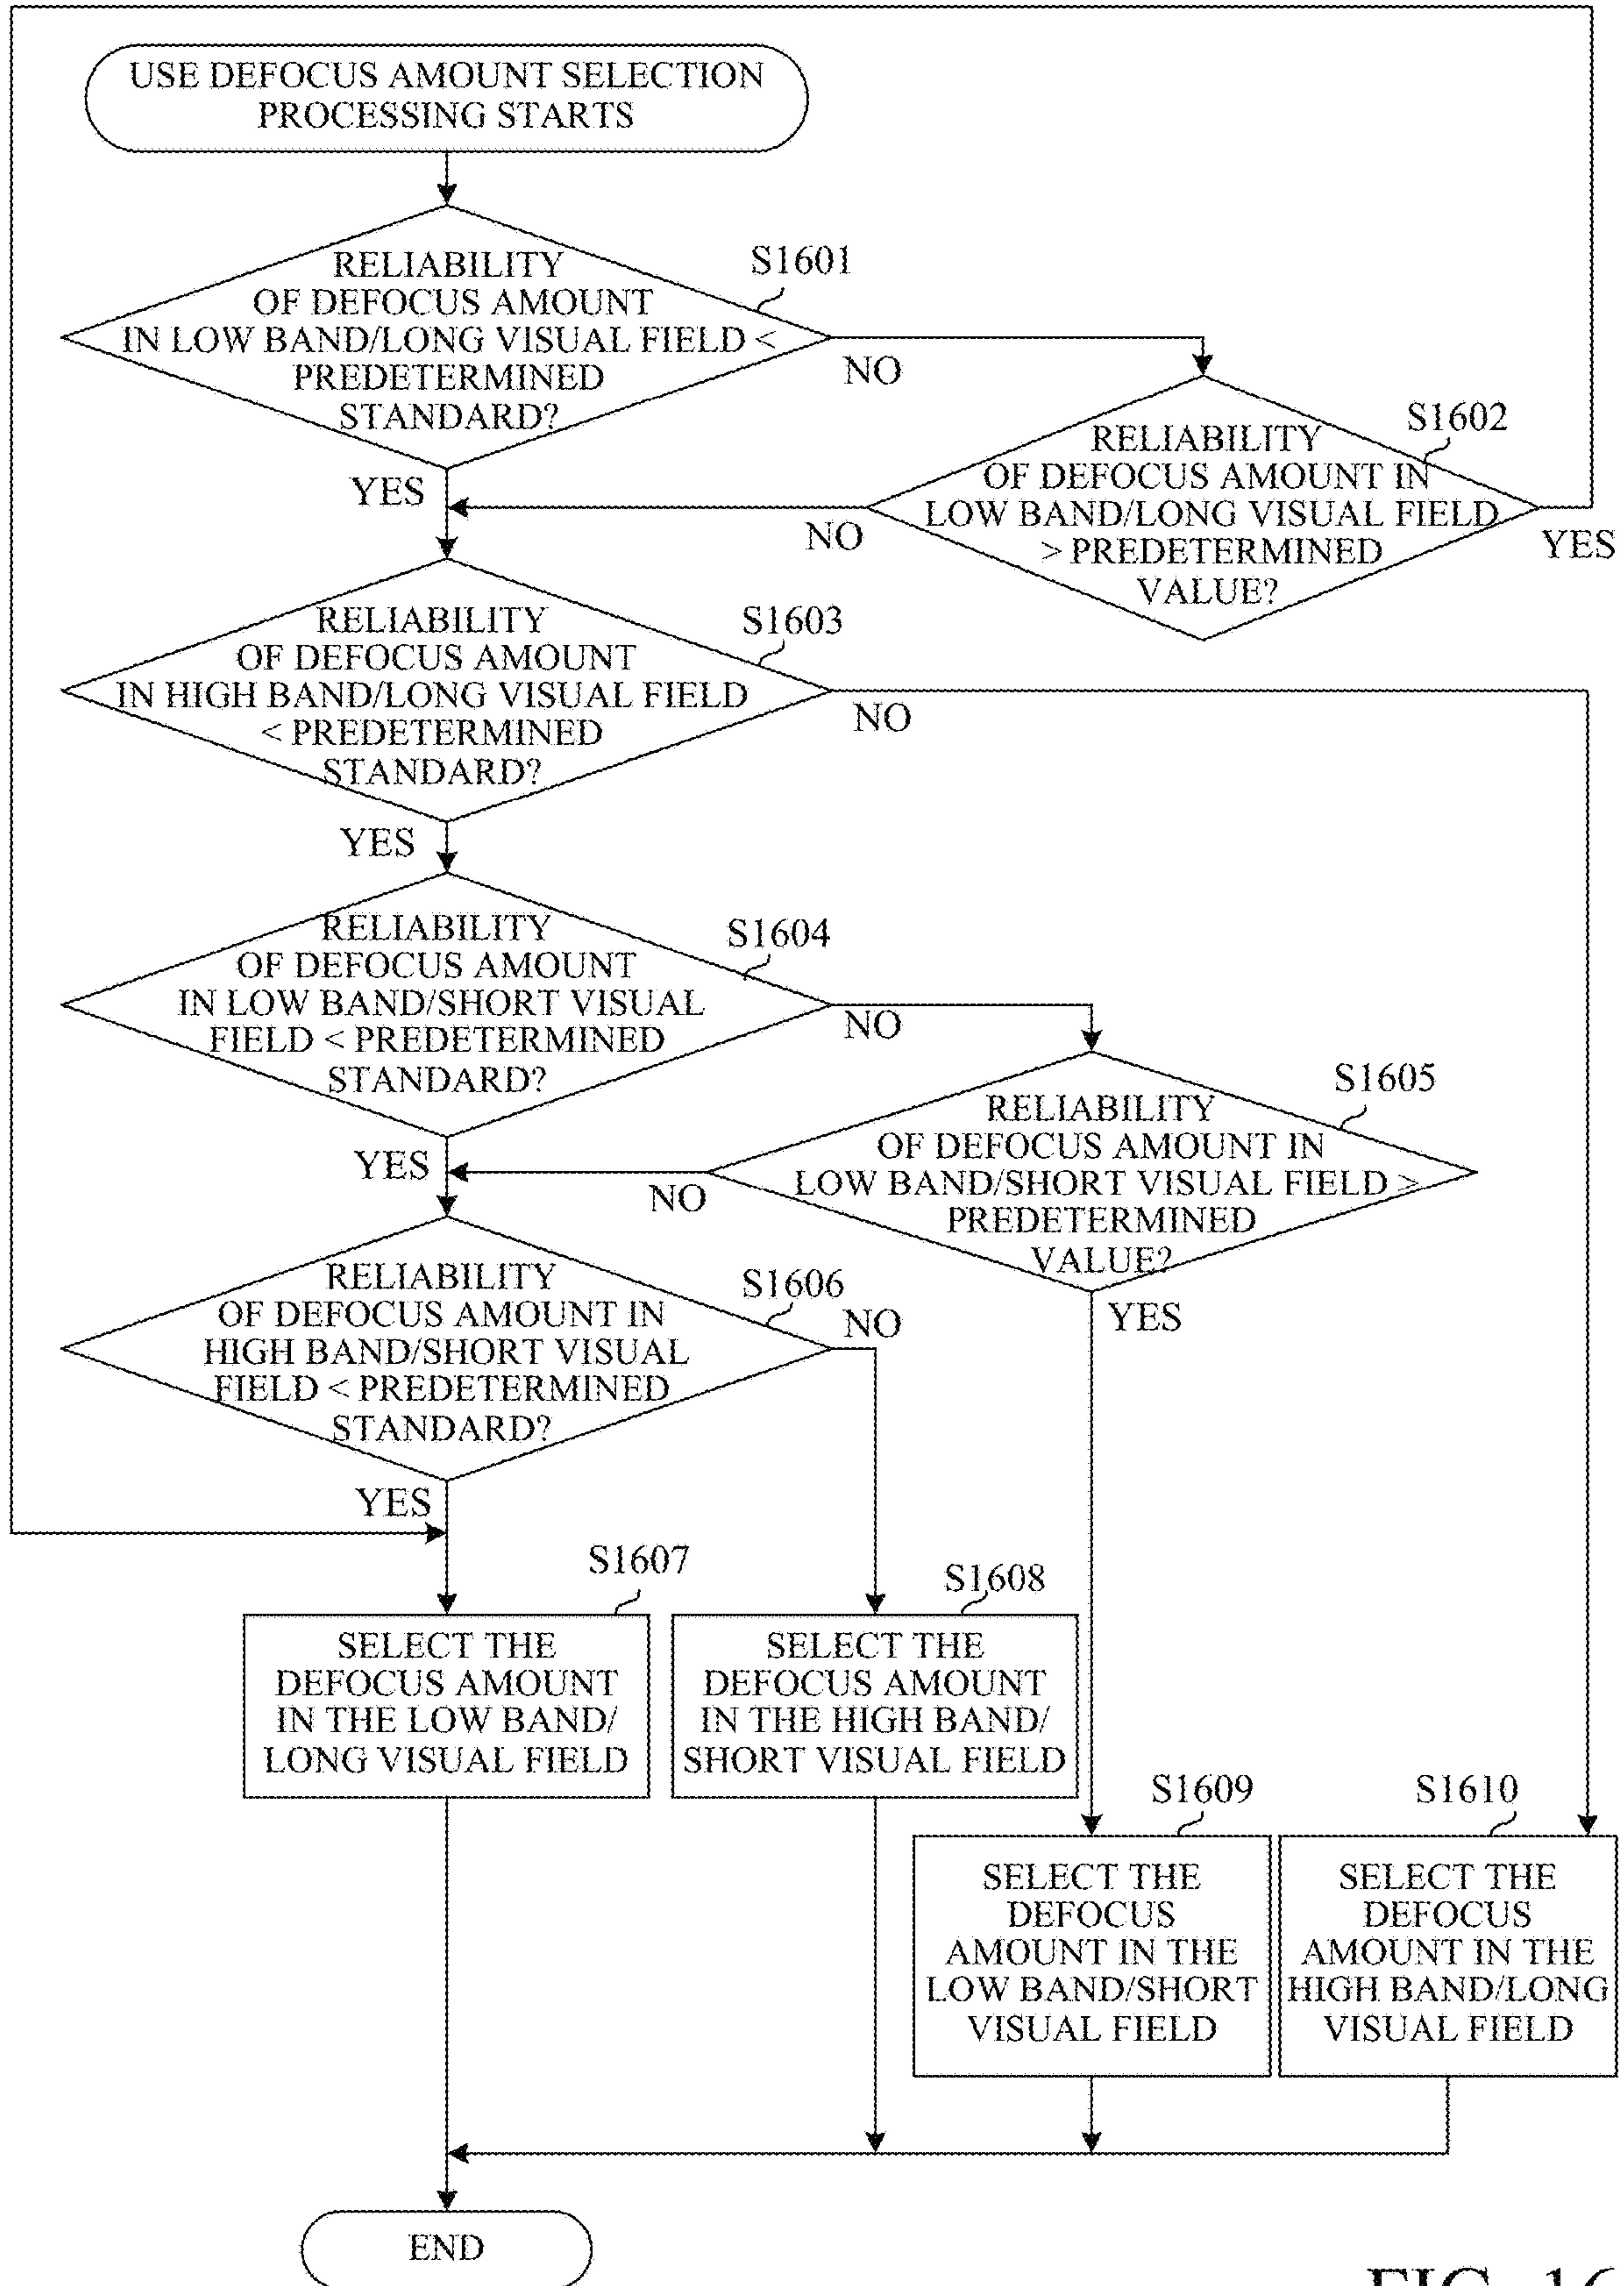 USE DEFOCUS AMOUNT SELECTION
PROCESSING STARTS
S1601
RELIABILITY
OF DEFOCUS AMOUNT
IN LOW BAND/LONG VISUAL FIELD <
PREDETERMINED
STANDARD?
NO
YES
S1602
RELIABILITY
OF DEFOCUS AMOUNT IN
LOW BAND/LONG VISUAL FIELD
> PREDETERMINED
VALUE?
NO
YES
S1603
RELIABILITY
OF DEFOCUS AMOUNT
IN HIGH BAND/LONG VISUAL FIELD
< PREDETERMINED
STANDARD?
NO
YES
S1604
RELIABILITY
OF DEFOCUS AMOUNT
IN LOW BAND/SHORT VISUAL
FIELD < PREDETERMINED
STANDARD?
NO
YES
S1605
RELIABILITY
OF DEFOCUS AMOUNT IN
LOW BAND/SHORT VISUAL FIELD >
PREDETERMINED
VALUE?
NO
YES
S1606
RELIABILITY
OF DEFOCUS AMOUNT IN
HIGH BAND/SHORT VISUAL
FIELD < PREDETERMINED
STANDARD?
NO
YES
S1607
SELECT THE
DEFOCUS AMOUNT
IN THE LOW BAND/
LONG VISUAL FIELD
S1608
SELECT THE
DEFOCUS AMOUNT
IN THE HIGH BAND/
SHORT VISUAL FIELD
S1609
SELECT THE
DEFOCUS
AMOUNT IN THE
LOW BAND/SHORT
VISUAL FIELD
S1610
SELECT THE
DEFOCUS
AMOUNT IN THE
HIGH BAND/LONG
VISUAL FIELD
END
FIG. 16